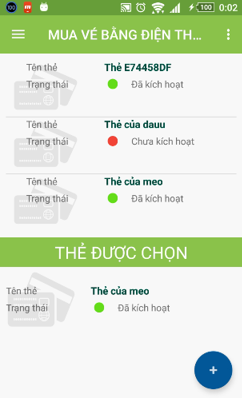 100 0:02
MUA VÉ BẰNG ĐIỆN TH...
Tên thẻ Thẻ E74458DF
Trạng thái Đã kích hoạt
Tên thẻ Thẻ của dauu
Trạng thái Chưa kích hoạt
Tên thẻ Thẻ của meo
Trạng thái Đã kích hoạt
THẺ ĐƯỢC CHỌN
Tên thẻ Thẻ của meo
Trạng thái Đã kích hoạt
+